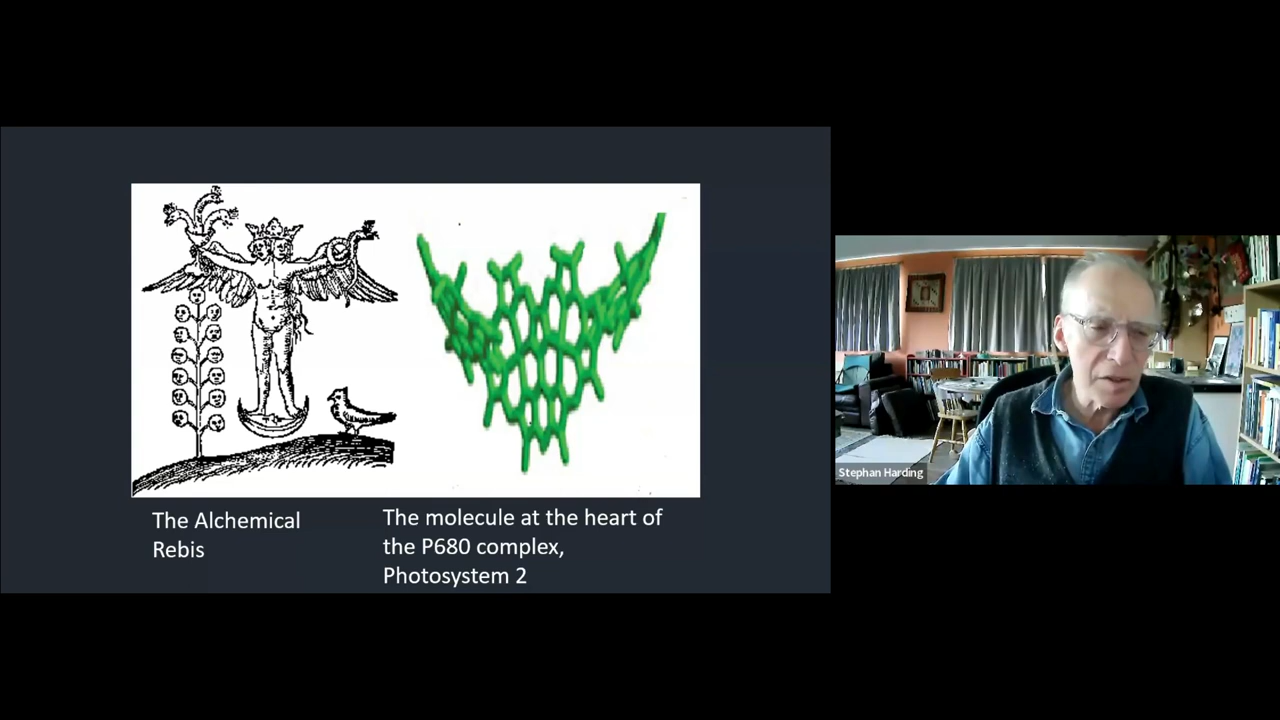 The Alchemical
Rebis
The molecule at the heart of
the P680 complex,
Photosystem 2
Stephan Harding